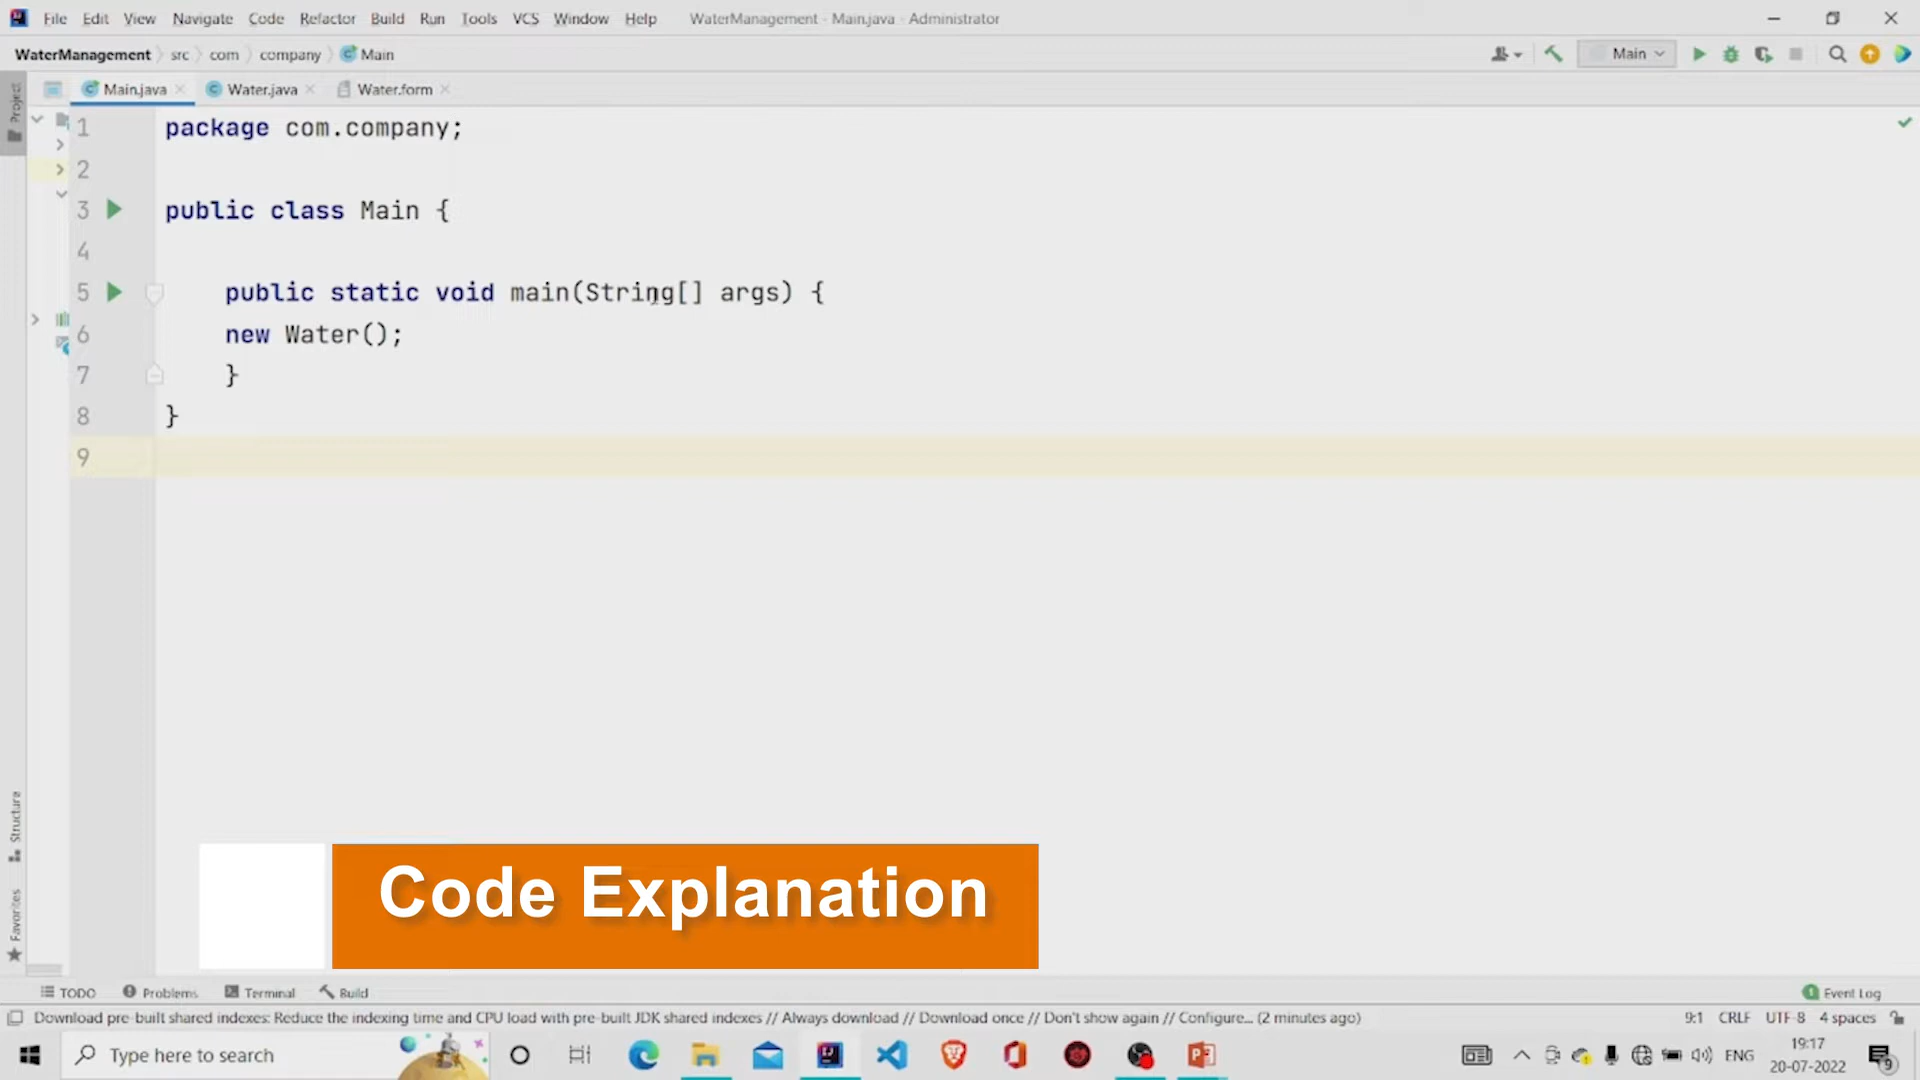 File Edit View Navigate Code Refactor Build Run Tools VCS Window Help WaterManagement - Main.java - Administrator
WaterManagement src com company Main
Main
Main.java Water.java Water.form
Project
1 package com.company;
2
3 public class Main {
4
5 public static void main(String[] args) {
6 new Water();
7 }
8 }
9
Structure
Favorites
Code Explanation
TODO Problems Terminal Build
1 Event Log
Download pre-built shared indexes: Reduce the indexing time and CPU load with pre-built JDK shared indexes // Always download // Download once // Don't show again // Configure... (2 minutes ago)
9:1 CRLF UTF-8 4 spaces
Type here to search
ENG
19:17
20-07-2022
9